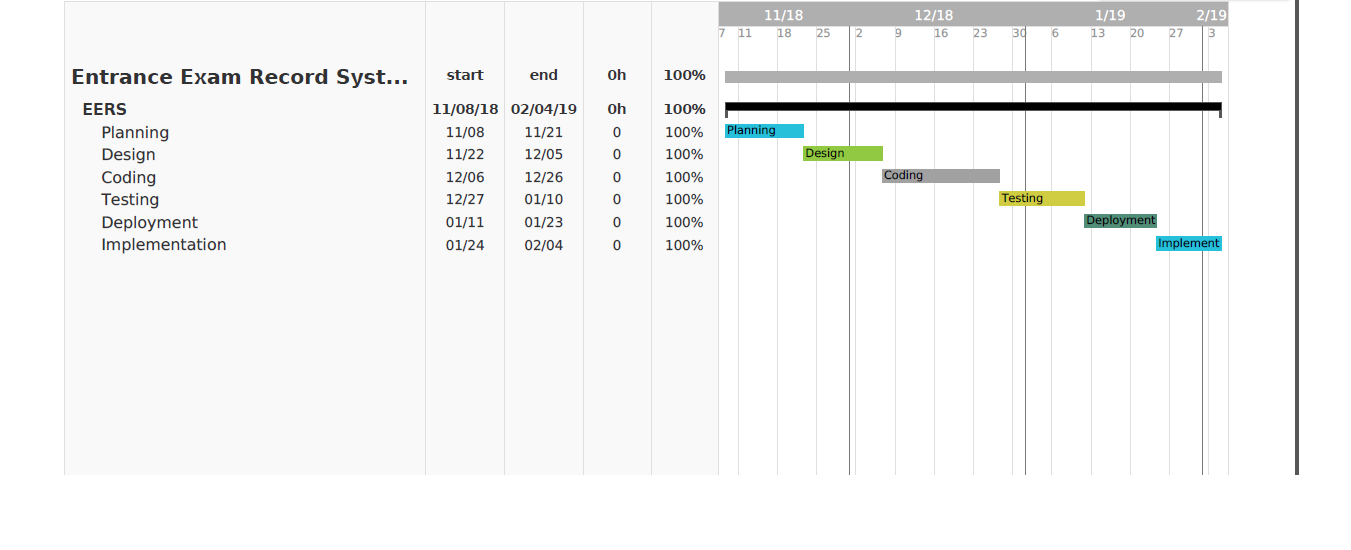 11/18 12/18 1/19 2/19
7 11 18 25 2 9 16 23 30 6 13 20 27 3
Entrance Exam Record Syst... start end 0h 100%
EERS 11/08/18 02/04/19 0h 100%
Planning 11/08 11/21 0 100% Planning
Design 11/22 12/05 0 100% Design
Coding 12/06 12/26 0 100% Coding
Testing 12/27 01/10 0 100% Testing
Deployment 01/11 01/23 0 100% Deployment
Implementation 01/24 02/04 0 100% Implement